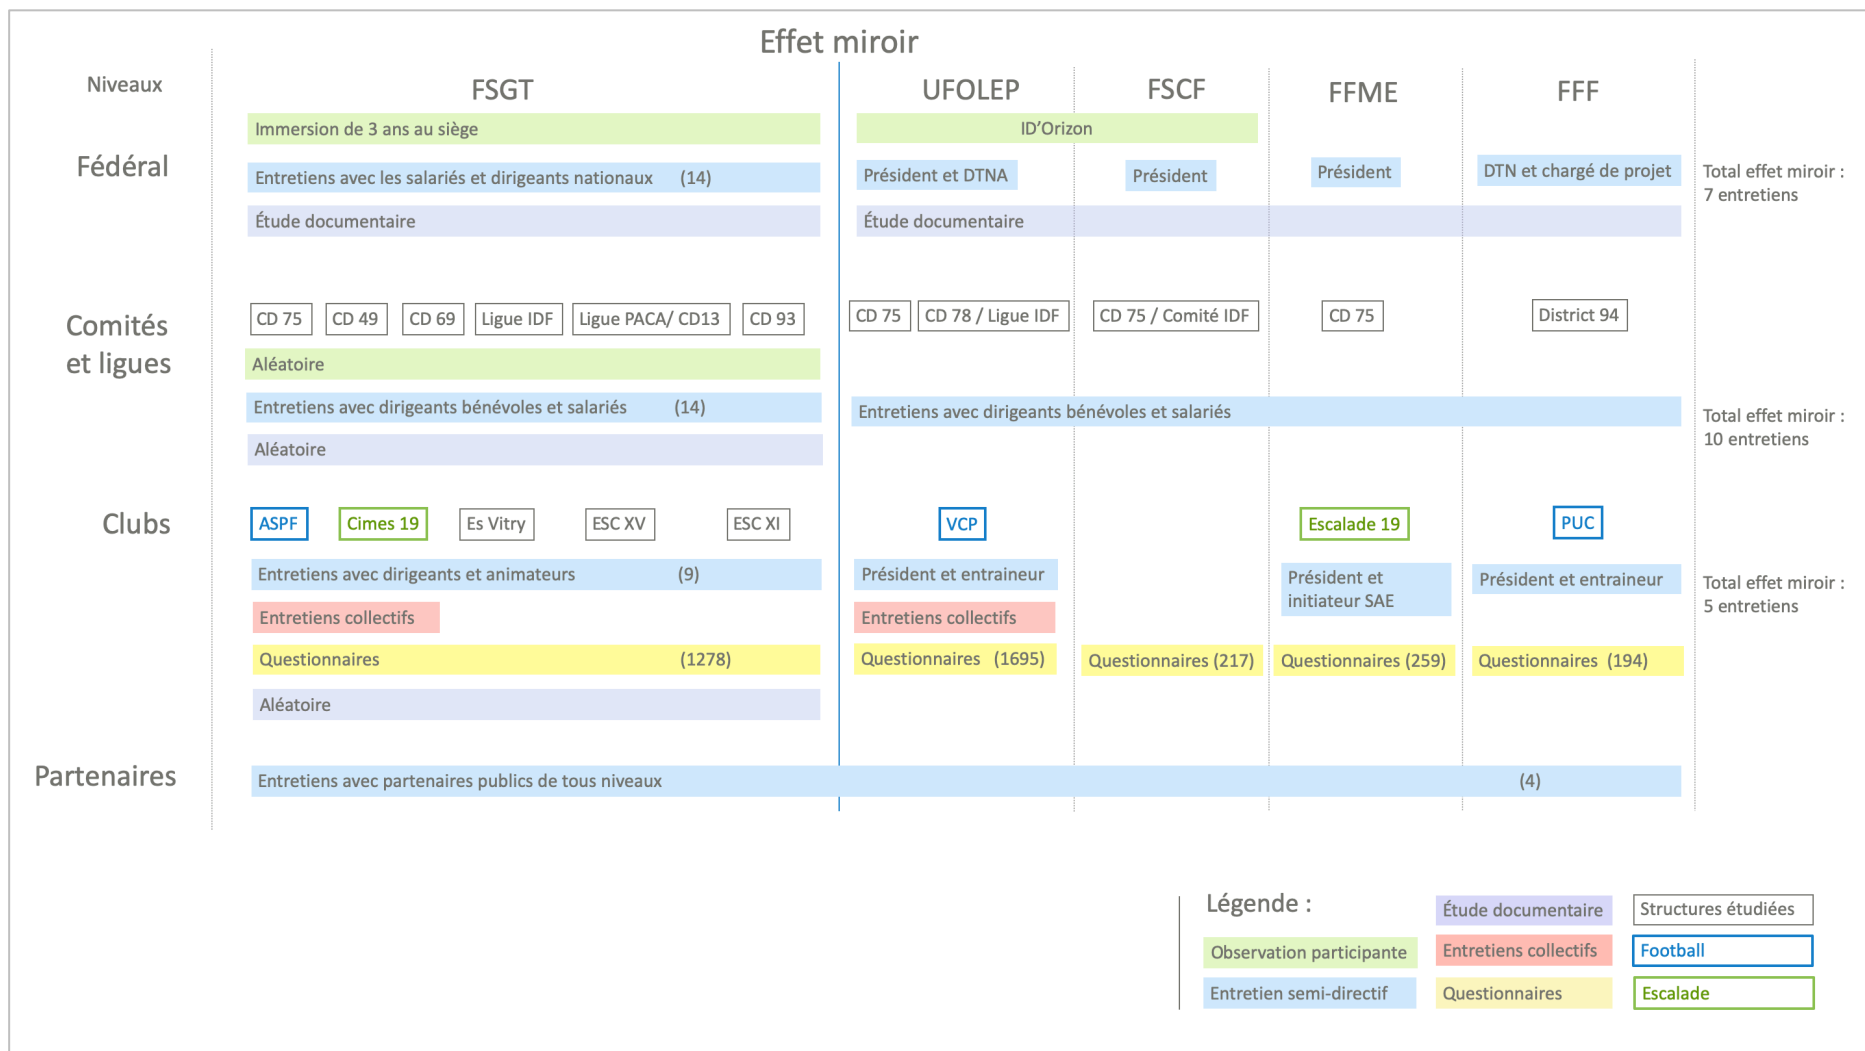 Effet miroir
Niveaux
FSGT
UFOLEP
FSCF
FFME
FFF
Fédéral
Immersion de 3 ans au siège
ID’Orizon
Entretiens avec les salariés et dirigeants nationaux (14)
Président et DTNA
Président
Président
DTN et chargé de projet
Total effet miroir :
7 entretiens
Étude documentaire
Étude documentaire
Comités
et ligues
CD 75
CD 49
CD 69
Ligue IDF
Ligue PACA/ CD13
CD 93
CD 75
CD 78 / Ligue IDF
CD 75 / Comité IDF
CD 75
District 94
Aléatoire
Entretiens avec dirigeants bénévoles et salariés (14)
Entretiens avec dirigeants bénévoles et salariés
Total effet miroir :
10 entretiens
Aléatoire
Clubs
ASPF
Cimes 19
Es Vitry
ESC XV
ESC XI
VCP
Escalade 19
PUC
Entretiens avec dirigeants et animateurs (9)
Président et entraineur
Président et
initiateur SAE
Président et entraineur
Total effet miroir :
5 entretiens
Entretiens collectifs
Entretiens collectifs
Questionnaires (1278)
Questionnaires (1695)
Questionnaires (217)
Questionnaires (259)
Questionnaires (194)
Aléatoire
Partenaires
Entretiens avec partenaires publics de tous niveaux (4)
Légende :
Étude documentaire
Structures étudiées
Observation participante
Entretiens collectifs
Football
Entretien semi-directif
Questionnaires
Escalade